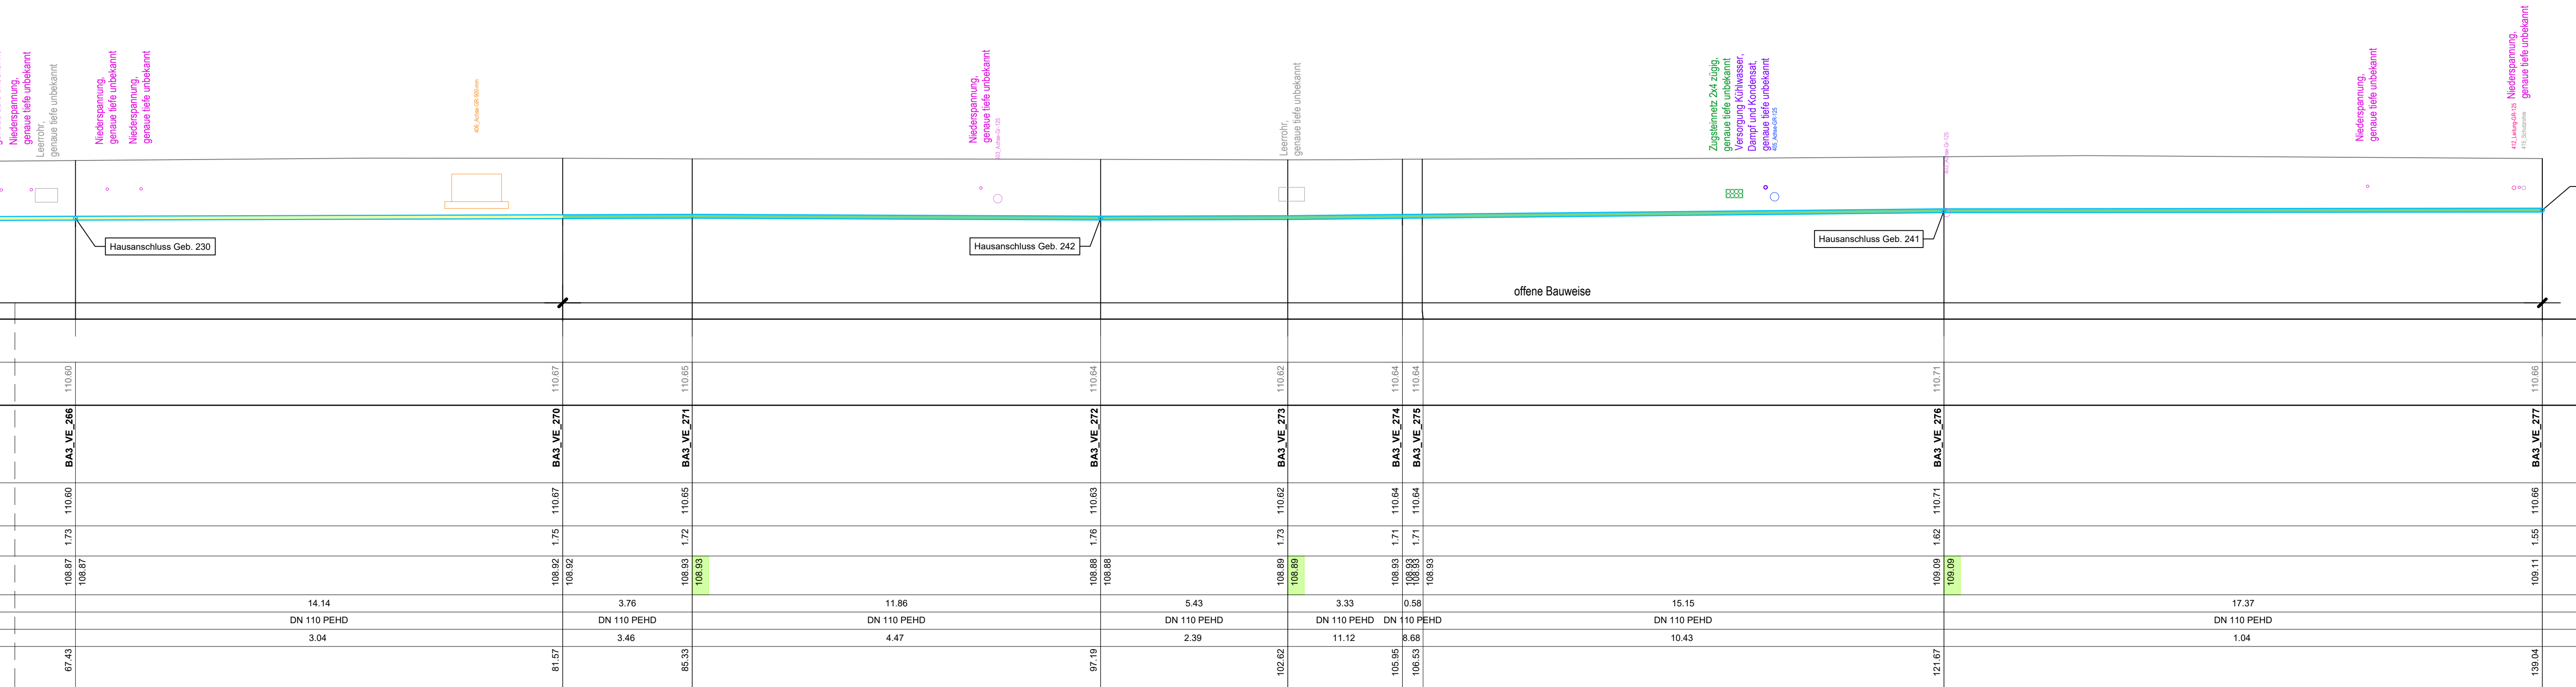 Niederspannung,
genaue tiefe unbekannt
Leerrohr,
genaue tiefe unbekannt
Niederspannung,
genaue tiefe unbekannt
Niederspannung,
genaue tiefe unbekannt
Niederspannung,
genaue tiefe unbekannt
Leerrohr,
genaue tiefe unbekannt
Zugsteinnetz 2x4 zügig,
genaue tiefe unbekannt
Versorgung Kühlwasser,
Dampf und Kondensat,
genaue tiefe unbekannt
405_Achse-GR-125
Niederspannung,
genaue tiefe unbekannt
Niederspannung,
genaue tiefe unbekannt
Hausanschluss Geb. 230
Hausanschluss Geb. 242
Hausanschluss Geb. 241
offene Bauweise
110.60 110.67 110.65 110.64 110.62 110.64 110.64 110.71 110.66
BA3_VE_266 BA3_VE_270 BA3_VE_271 BA3_VE_272 BA3_VE_273 BA3_VE_274 BA3_VE_275 BA3_VE_276 BA3_VE_277
110.60 110.67 110.65 110.63 110.62 110.64 110.64 110.71 110.66
1.73 1.75 1.72 1.76 1.73 1.71 1.71 1.62 1.55
108.87 108.87 108.92 108.92 108.93 108.93 108.88 108.88 108.89 108.89 108.93 108.93 108.93 108.93 109.09 109.09 109.11
14.14 3.76 11.86 5.43 3.33 0.58 15.15 17.37
DN 110 PEHD DN 110 PEHD DN 110 PEHD DN 110 PEHD DN 110 PEHD DN 110 PEHD DN 110 PEHD DN 110 PEHD
3.04 3.46 4.47 2.39 11.12 8.68 10.43 1.04
67.43 81.57 85.33 97.19 102.62 105.95 106.53 121.67 139.04